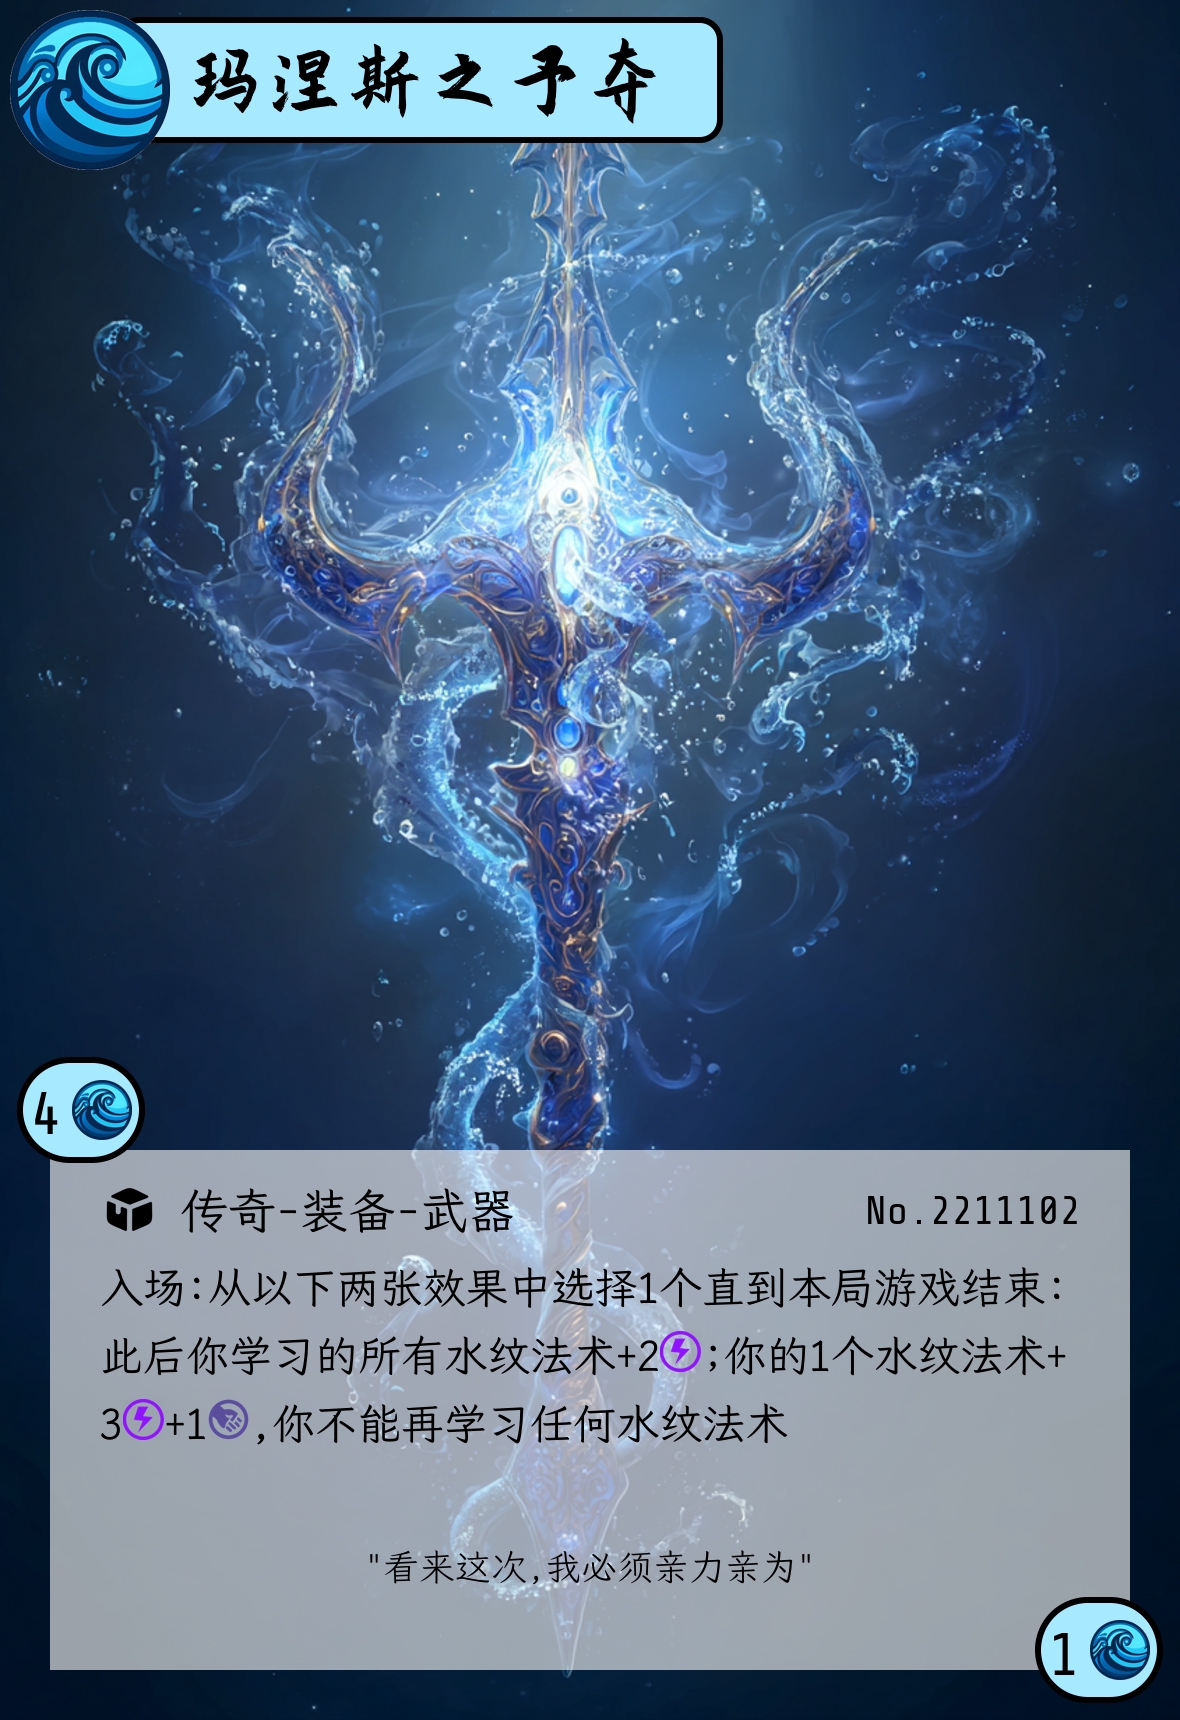 玛涅斯之予夺
4
传奇-装备-武器
No.2211102
入场:从以下两张效果中选择1个直到本局游戏结束:
此后你学习的所有水纹法术+2;你的1个水纹法术+
3+1,你不能再学习任何水纹法术
"看来这次,我必须亲力亲为"
1